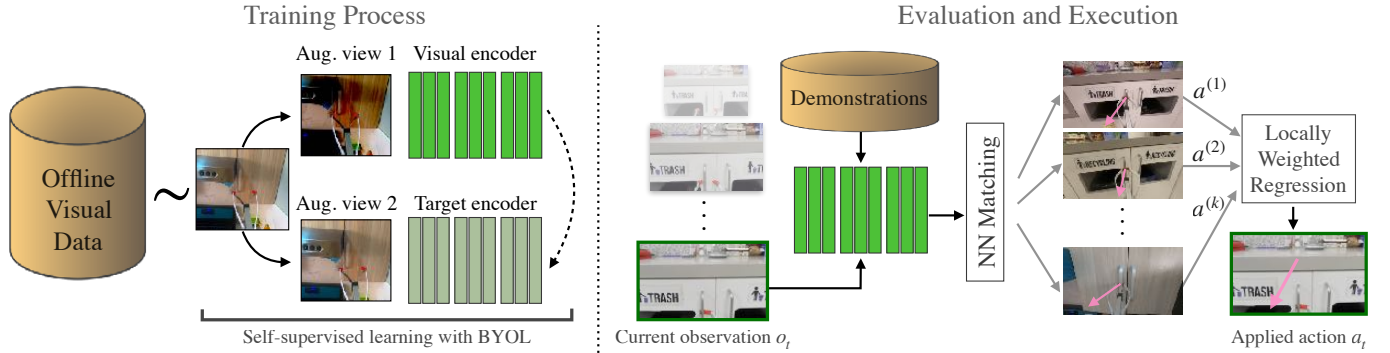 Training Process
Evaluation and Execution
Offline
Visual
Data
~
Aug. view 1
Visual encoder
Aug. view 2
Target encoder
Self-supervised learning with BYOL
Demonstrations
TRASH
TRASH
Current observation oₜ
NN Matching
TRASH
RECYCLING
a⁽¹⁾
a⁽²⁾
a⁽ᵏ⁾
Locally
Weighted
Regression
TRASH
Applied action aₜ